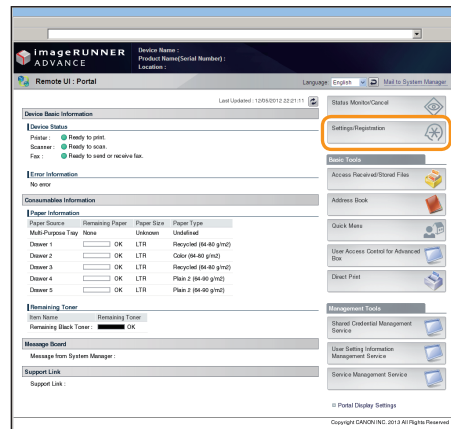 imageRUNNER
ADVANCE
Device Name :
Product Name(Serial Number) :
Location :
Remote UI : Portal
Language: English
Mail to System Manager
Last Updated : 12/05/2012 22:21:11
Device Basic Information
Device Status
Printer : Ready to print.
Scanner : Ready to scan.
Fax : Ready to send or receive fax.
Error Information
No error
Consumables Information
Paper Information
Paper Source Remaining Paper Paper Size Paper Type
Multi-Purpose Tray None Unknown Undefined
Drawer 1 OK LTR Recycled (64-80 g/m2)
Drawer 2 OK LTR Color (64-80 g/m2)
Drawer 3 OK LTR Recycled (64-80 g/m2)
Drawer 4 OK LTR Plain 2 (64-90 g/m2)
Drawer 5 OK LTR Plain 2 (64-90 g/m2)
Remaining Toner
Item Name Remaining Toner
Remaining Black Toner : OK
Message Board
Message from System Manager :
Support Link
Support Link :
Status Monitor/Cancel
Settings/Registration
Basic Tools
Access Received/Stored Files
Address Book
Quick Menu
User Access Control for Advanced
Box
Direct Print
Management Tools
Shared Credential Management
Service
User Setting Information
Management Service
Service Management Service
Portal Display Settings
Copyright CANON INC. 2013 All Rights Reserved